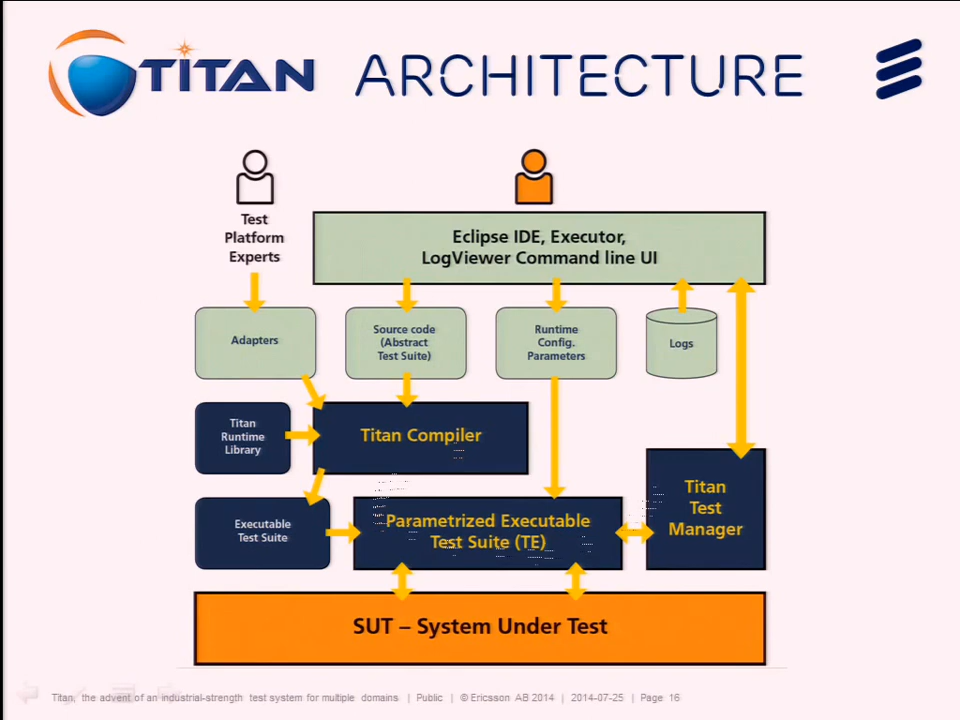 TITAN ARCHITECTURE
Test
Platform
Experts
Eclipse IDE, Executor,
LogViewer Command line UI
Adapters
Source code
(Abstract
Test Suite)
Runtime
Config.
Parameters
Logs
Titan
Runtime
Library
Titan Compiler
Executable
Test Suite
Parametrized Executable
Test Suite (TE)
Titan
Test
Manager
SUT – System Under Test
Titan, the advent of an industrial-strength test system for multiple domains | Public | © Ericsson AB 2014 | 2014-07-25 | Page 16